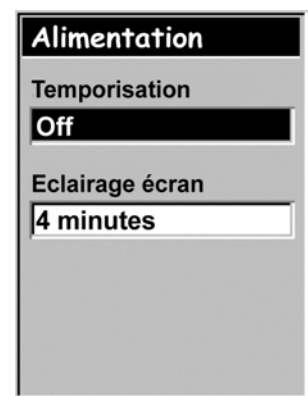 Alimentation
Temporisation
Off
Eclairage écran
4 minutes